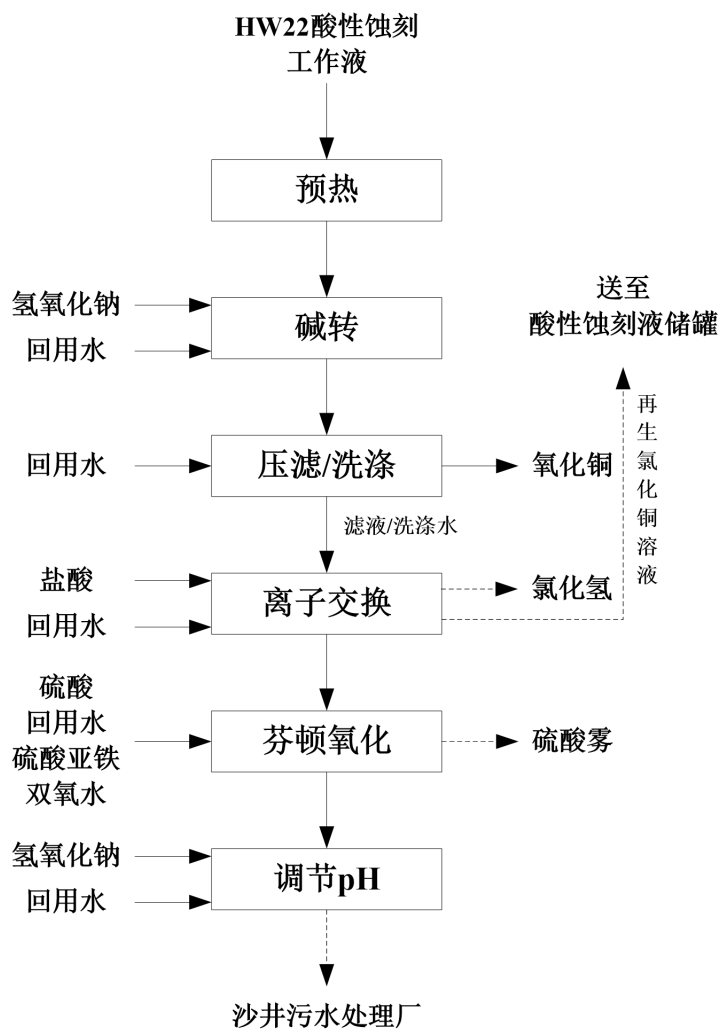 HW22酸性蚀刻
工作液
预热
氢氧化钠
回用水
碱转
送至
酸性蚀刻液储罐
再生氯化铜溶液
回用水
压滤/洗涤
氧化铜
滤液/洗涤水
盐酸
回用水
离子交换
氯化氢
硫酸
回用水
硫酸亚铁
双氧水
芬顿氧化
硫酸雾
氢氧化钠
回用水
调节pH
沙井污水处理厂